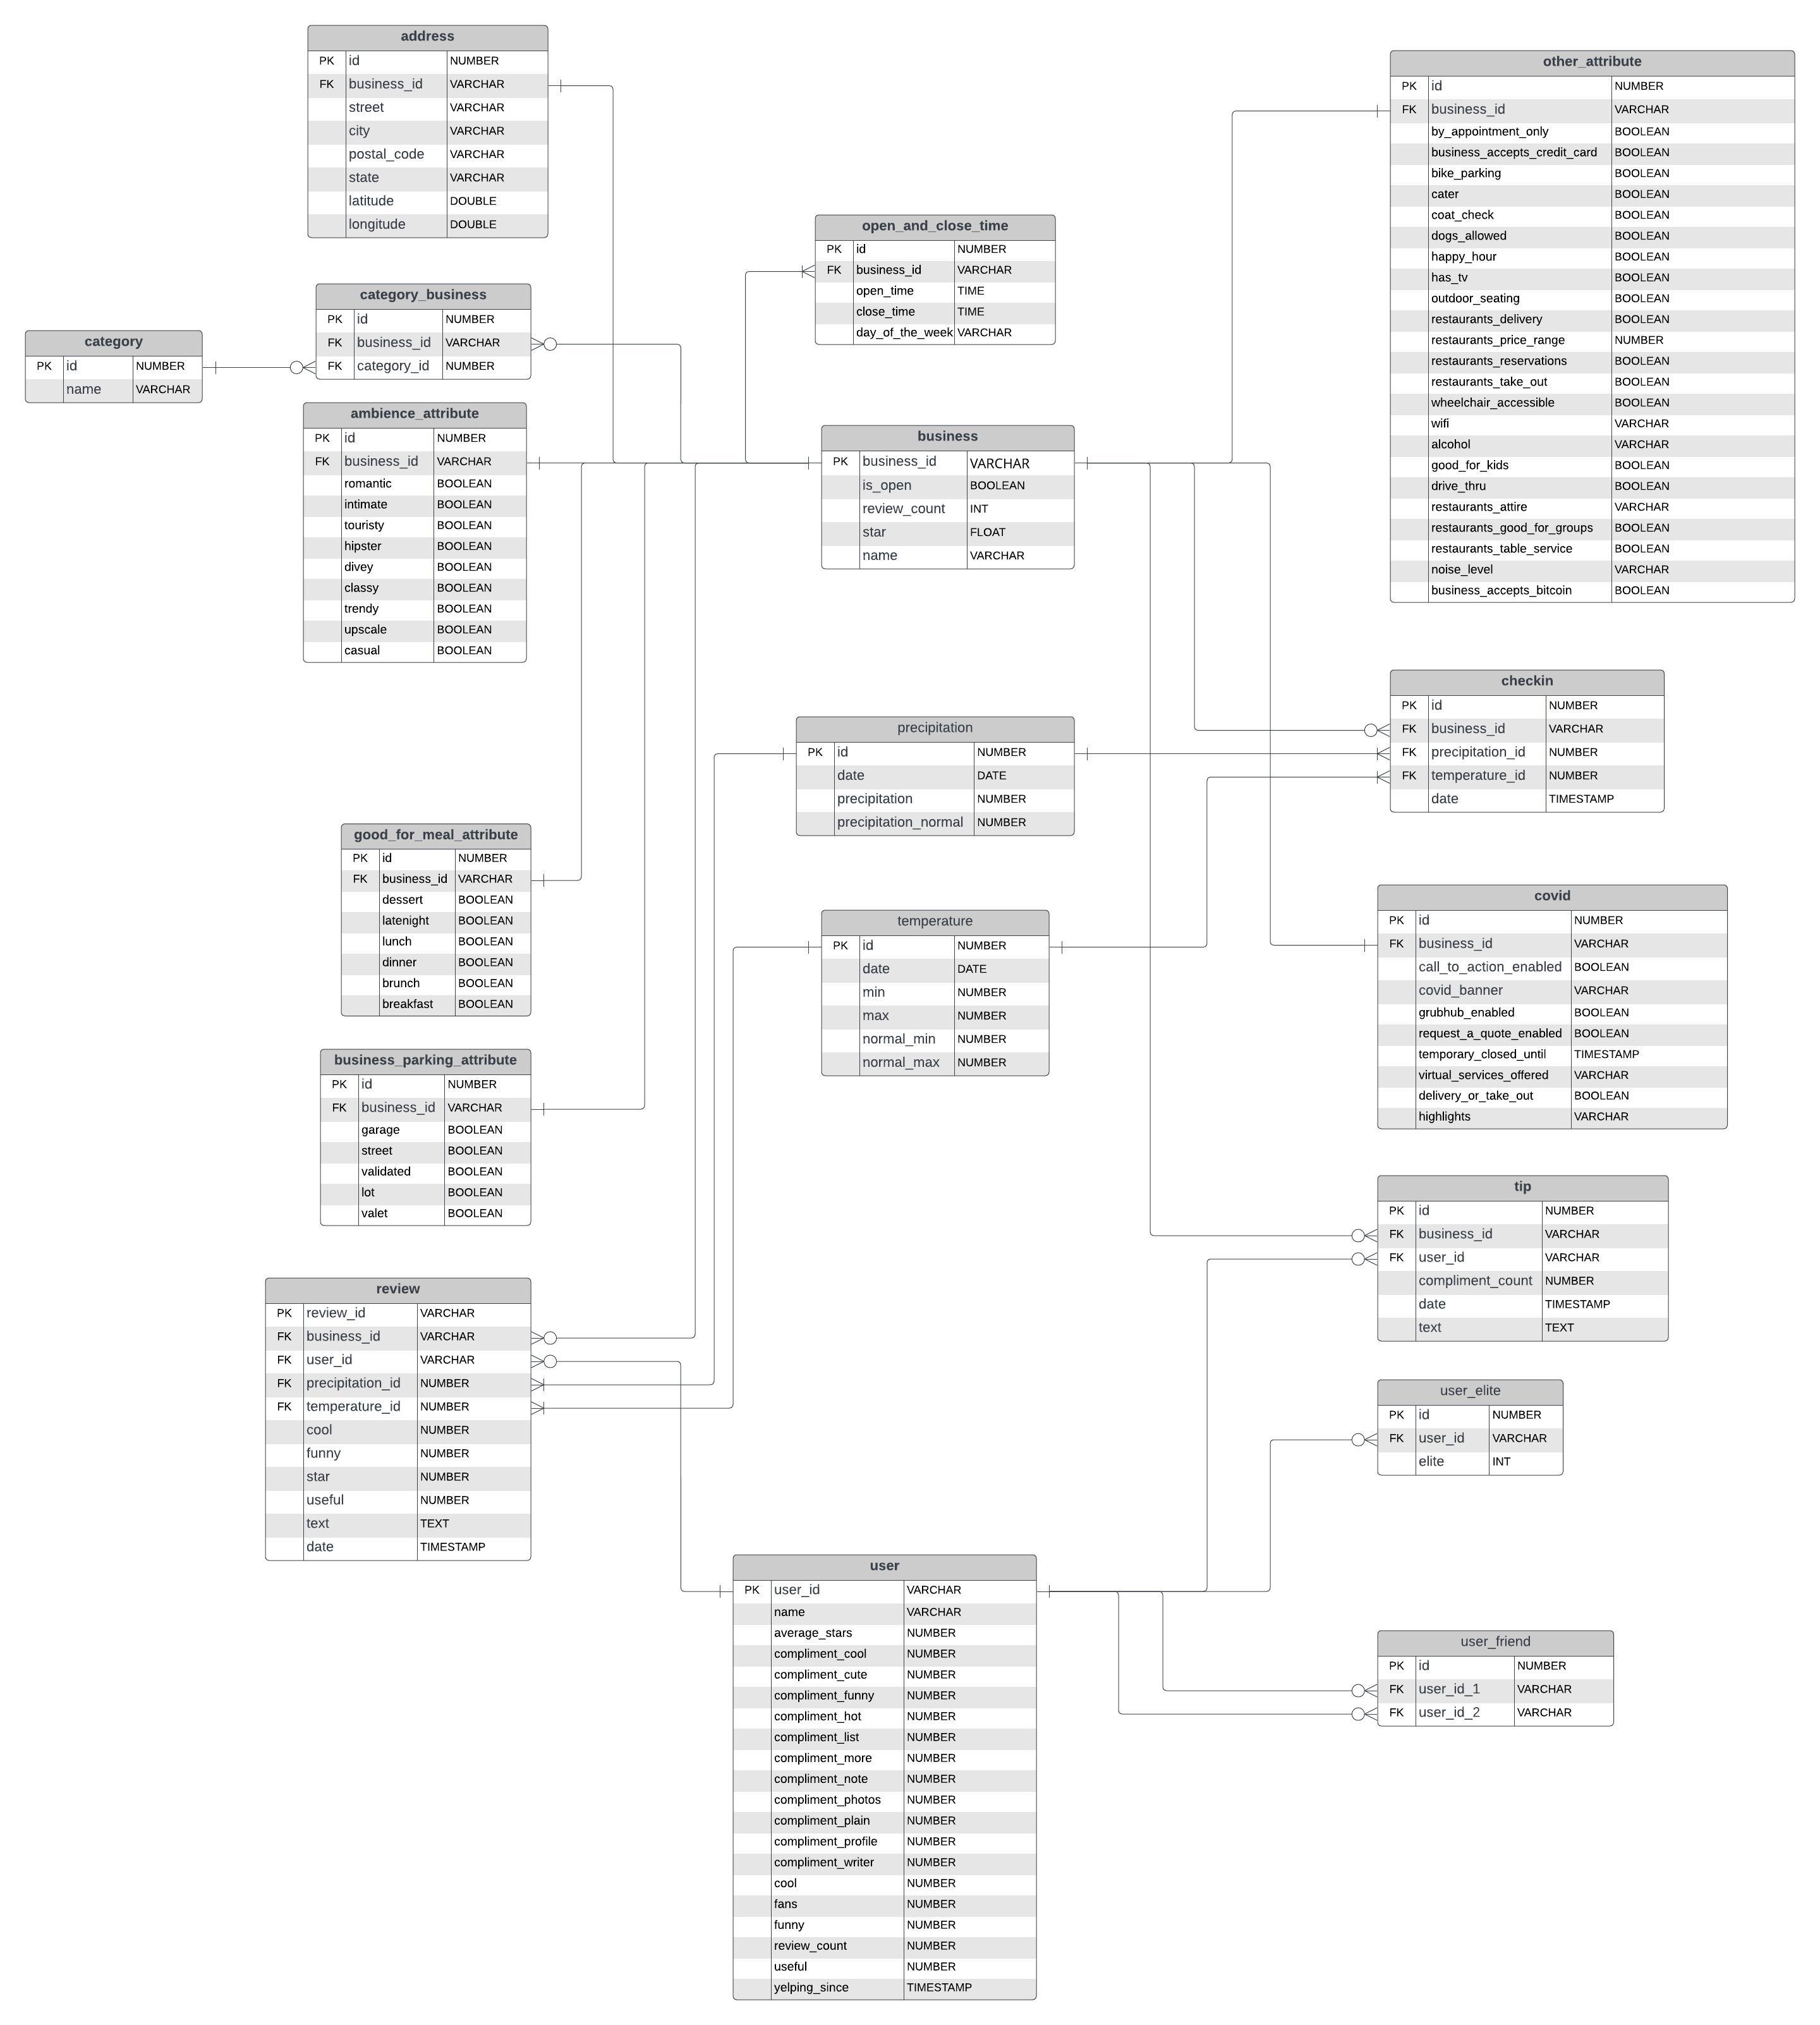 address
PK id NUMBER
FK business_id VARCHAR
street VARCHAR
city VARCHAR
postal_code VARCHAR
state VARCHAR
latitude DOUBLE
longitude DOUBLE
other_attribute
PK id NUMBER
FK business_id VARCHAR
by_appointment_only BOOLEAN
business_accepts_credit_card BOOLEAN
bike_parking BOOLEAN
cater BOOLEAN
coat_check BOOLEAN
dogs_allowed BOOLEAN
happy_hour BOOLEAN
has_tv BOOLEAN
outdoor_seating BOOLEAN
restaurants_delivery BOOLEAN
restaurants_price_range NUMBER
restaurants_reservations BOOLEAN
restaurants_take_out BOOLEAN
wheelchair_accessible BOOLEAN
wifi VARCHAR
alcohol VARCHAR
good_for_kids BOOLEAN
drive_thru BOOLEAN
restaurants_attire VARCHAR
restaurants_good_for_groups BOOLEAN
restaurants_table_service BOOLEAN
noise_level VARCHAR
business_accepts_bitcoin BOOLEAN
open_and_close_time
PK id NUMBER
FK business_id VARCHAR
open_time TIME
close_time TIME
day_of_the_week VARCHAR
category_business
PK id NUMBER
FK business_id VARCHAR
FK category_id NUMBER
category
PK id NUMBER
name VARCHAR
ambience_attribute
PK id NUMBER
FK business_id VARCHAR
romantic BOOLEAN
intimate BOOLEAN
touristy BOOLEAN
hipster BOOLEAN
divey BOOLEAN
classy BOOLEAN
trendy BOOLEAN
upscale BOOLEAN
casual BOOLEAN
business
PK business_id VARCHAR
is_open BOOLEAN
review_count INT
star FLOAT
name VARCHAR
checkin
PK id NUMBER
FK business_id VARCHAR
FK precipitation_id NUMBER
FK temperature_id NUMBER
date TIMESTAMP
precipitation
PK id NUMBER
date DATE
precipitation NUMBER
precipitation_normal NUMBER
good_for_meal_attribute
PK id NUMBER
FK business_id VARCHAR
dessert BOOLEAN
latenight BOOLEAN
lunch BOOLEAN
dinner BOOLEAN
brunch BOOLEAN
breakfast BOOLEAN
temperature
PK id NUMBER
date DATE
min NUMBER
max NUMBER
normal_min NUMBER
normal_max NUMBER
covid
PK id NUMBER
FK business_id VARCHAR
call_to_action_enabled BOOLEAN
covid_banner VARCHAR
grubhub_enabled BOOLEAN
request_a_quote_enabled BOOLEAN
temporary_closed_until TIMESTAMP
virtual_services_offered VARCHAR
delivery_or_take_out BOOLEAN
highlights VARCHAR
business_parking_attribute
PK id NUMBER
FK business_id VARCHAR
garage BOOLEAN
street BOOLEAN
validated BOOLEAN
lot BOOLEAN
valet BOOLEAN
tip
PK id NUMBER
FK business_id VARCHAR
FK user_id VARCHAR
compliment_count NUMBER
date TIMESTAMP
text TEXT
review
PK review_id VARCHAR
FK business_id VARCHAR
FK user_id VARCHAR
FK precipitation_id NUMBER
FK temperature_id NUMBER
cool NUMBER
funny NUMBER
star NUMBER
useful NUMBER
text TEXT
date TIMESTAMP
user_elite
PK id NUMBER
FK user_id VARCHAR
elite INT
user
PK user_id VARCHAR
name VARCHAR
average_stars NUMBER
compliment_cool NUMBER
compliment_cute NUMBER
compliment_funny NUMBER
compliment_hot NUMBER
compliment_list NUMBER
compliment_more NUMBER
compliment_note NUMBER
compliment_photos NUMBER
compliment_plain NUMBER
compliment_profile NUMBER
compliment_writer NUMBER
cool NUMBER
fans NUMBER
funny NUMBER
review_count NUMBER
useful NUMBER
yelping_since TIMESTAMP
user_friend
PK id NUMBER
FK user_id_1 VARCHAR
FK user_id_2 VARCHAR